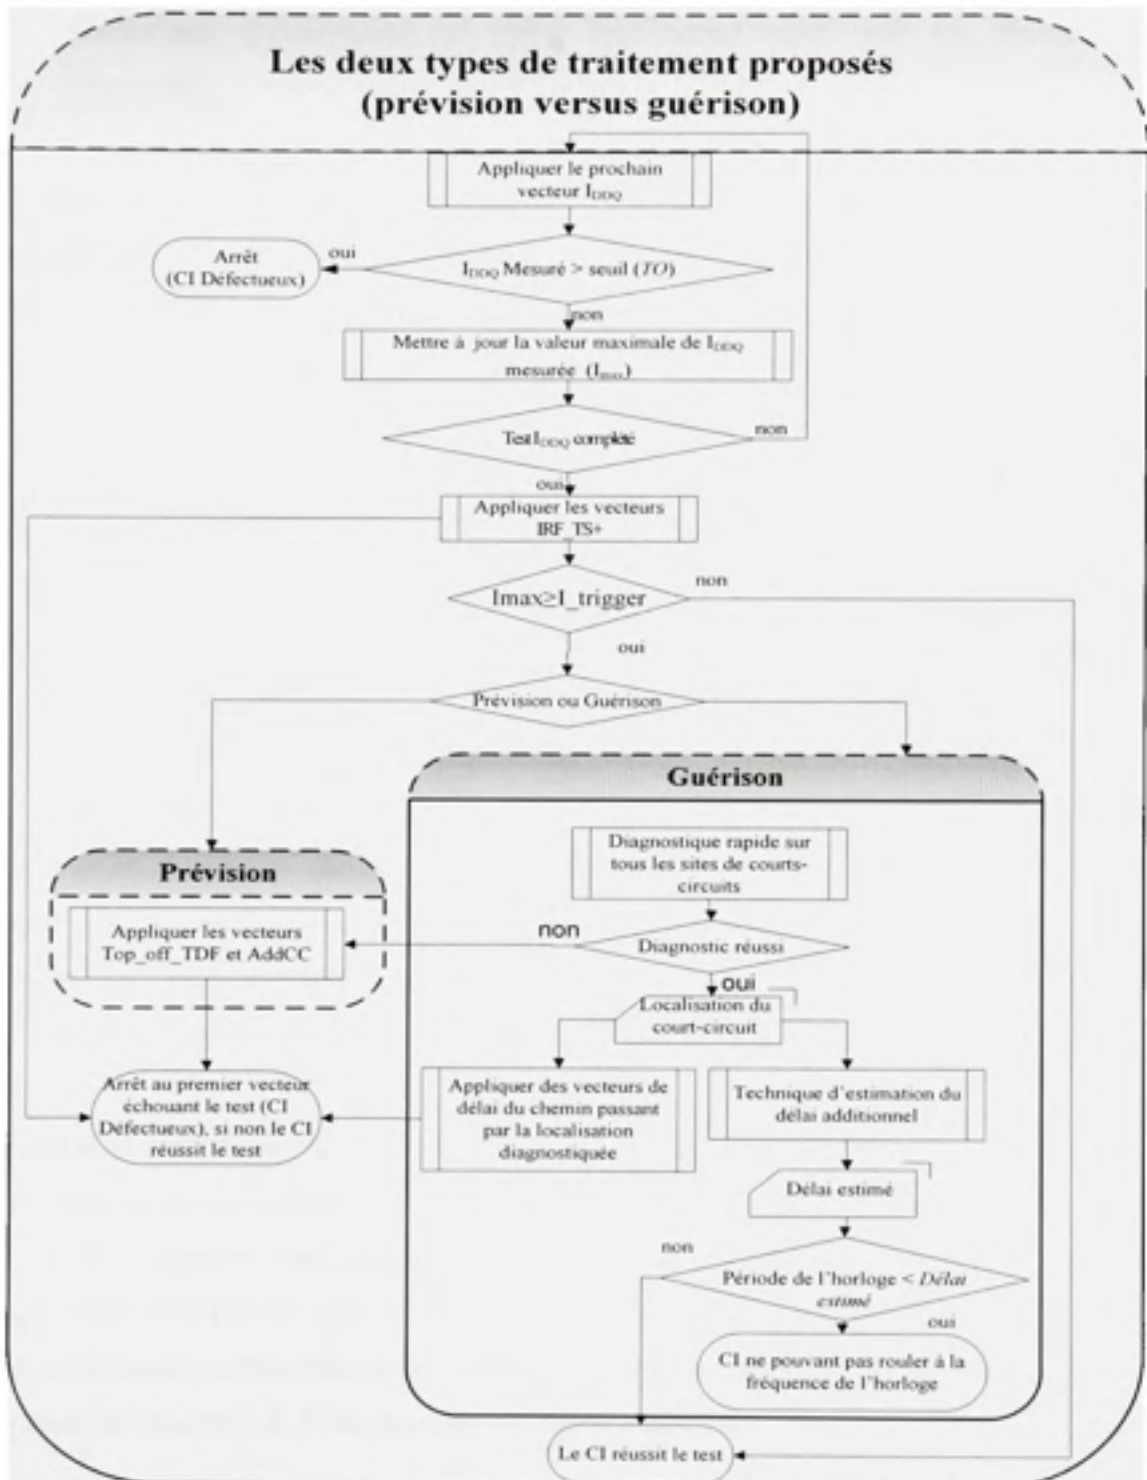 Les deux types de traitement proposés
(prévision versus guérison)
Appliquer le prochain
vecteur I_DDQ
Arrêt
(CI Défectueux)
oui
I_DDQ Mesuré > seuil (TO)
non
Mettre à jour la valeur maximale de I_DDQ
mesurée (I_max)
Test I_DDQ complété
non
oui
Appliquer les vecteurs
IRF_TS+
Imax≥I_trigger
non
oui
Prévision ou Guérison
Guérison
Diagnostique rapide sur
tous les sites de courts-
circuits
Prévision
Appliquer les vecteurs
Top_off_TDF et AddCC
non
Diagnostic réussi
oui
Localisation du
court-circuit
Arrêt au premier vecteur
échouant le test (CI
Défectueux), si non le CI
réussit le test
Appliquer des vecteurs de
délai du chemin passant
par la localisation
diagnostiquée
Technique d'estimation du
délai additionnel
Délai estimé
non
Période de l'horloge < Délai
estimé
oui
CI ne pouvant pas rouler à la
fréquence de l'horloge
Le CI réussit le test